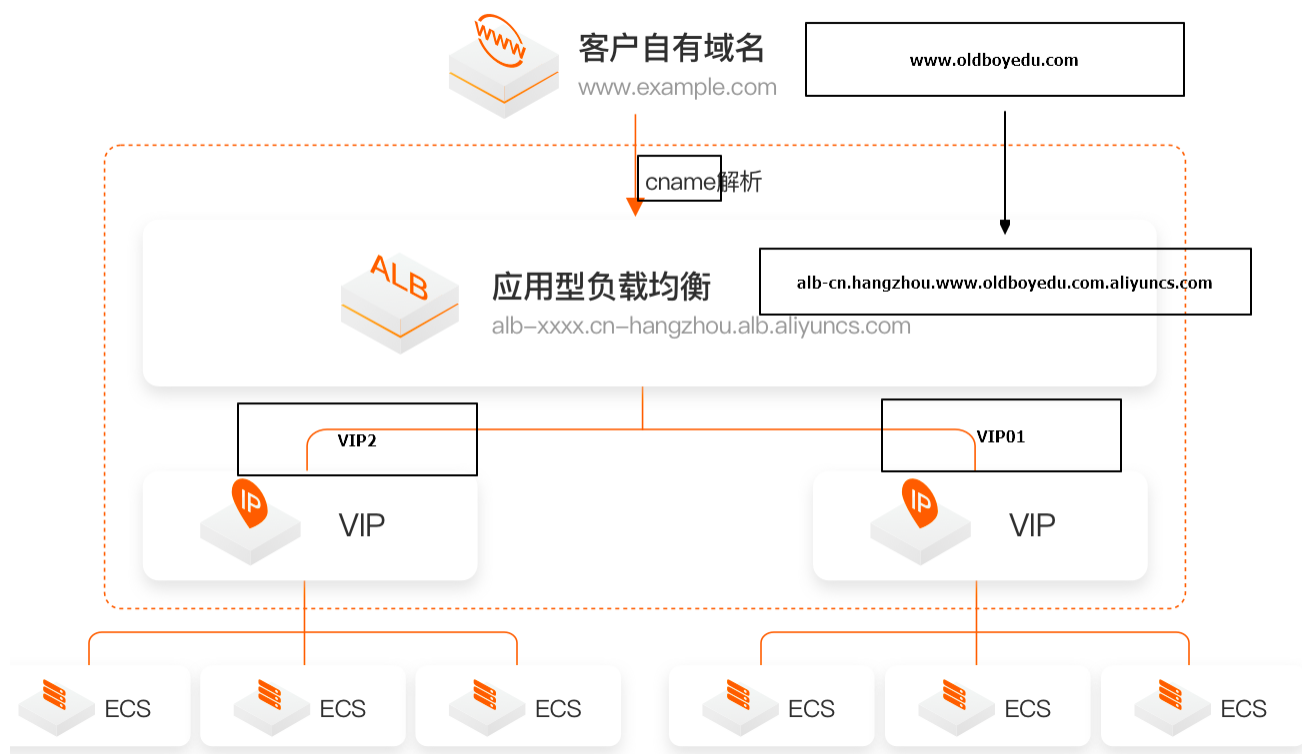 WWW
客户自有域名
www.example.com
www.oldboyedu.com
cname解析
ALB
应用型负载均衡
alb-xxxx.cn-hangzhou.alb.aliyuncs.com
alb-cn.hangzhou.www.oldboyedu.com.aliyuncs.com
VIP2
VIP01
IP
VIP
IP
VIP
ECS
ECS
ECS
ECS
ECS
ECS